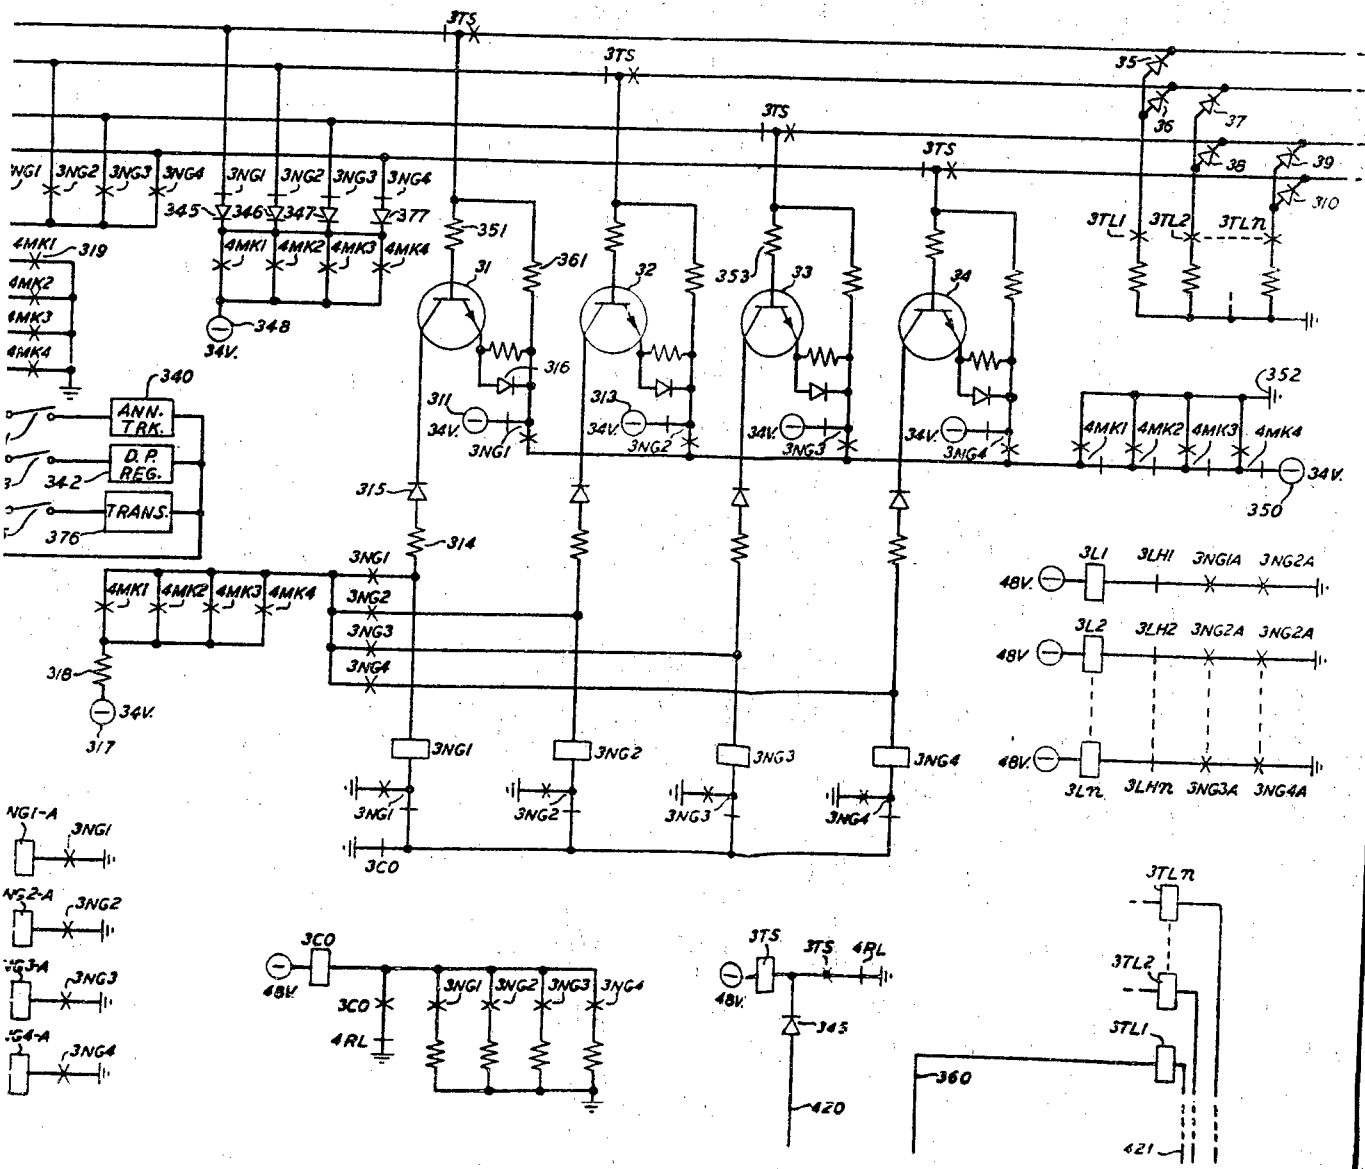 3TS
3TS
3TS
3TS
35
36
37
38
39
310
3NG2
3NG3
3NG4
3NG1
3NG2
3NG3
3NG4
345
346
347
377
4MK1
319
4MK2
4MK3
4MK4
4MK1
4MK2
4MK3
4MK4
348
34V.
351
31
361
32
353
33
34
3TL1
3TL2
3TLn
316
311
34V.
3NG1
313
34V.
3NG2
34V.
3NG3
34V.
3NG4
352
4MK1
4MK2
4MK3
4MK4
34V.
350
340
ANN.
TRK.
D.P.
REG.
342
TRANS.
376
315
314
3NG1
3NG2
3NG3
3NG4
4MK1
4MK2
4MK3
4MK4
318
34V.
317
3NG1
3NG2
3NG3
3NG4
3NG1
3NG2
3NG3
3NG4
3CO
48V.
3L1
3LH1
3NG1A
3NG2A
48V
3L2
3LH2
3NG2A
3NG2A
48V.
3Ln
3LHn
3NG3A
3NG4A
NG1-A
3NG1
NG2-A
3NG2
NG3-A
3NG3
NG4-A
3NG4
3CO
48V.
3CO
4RL
3NG1
3NG2
3NG3
3NG4
3TS
48V.
3TS
4RL
345
420
360
3TLn
3TL2
3TL1
421